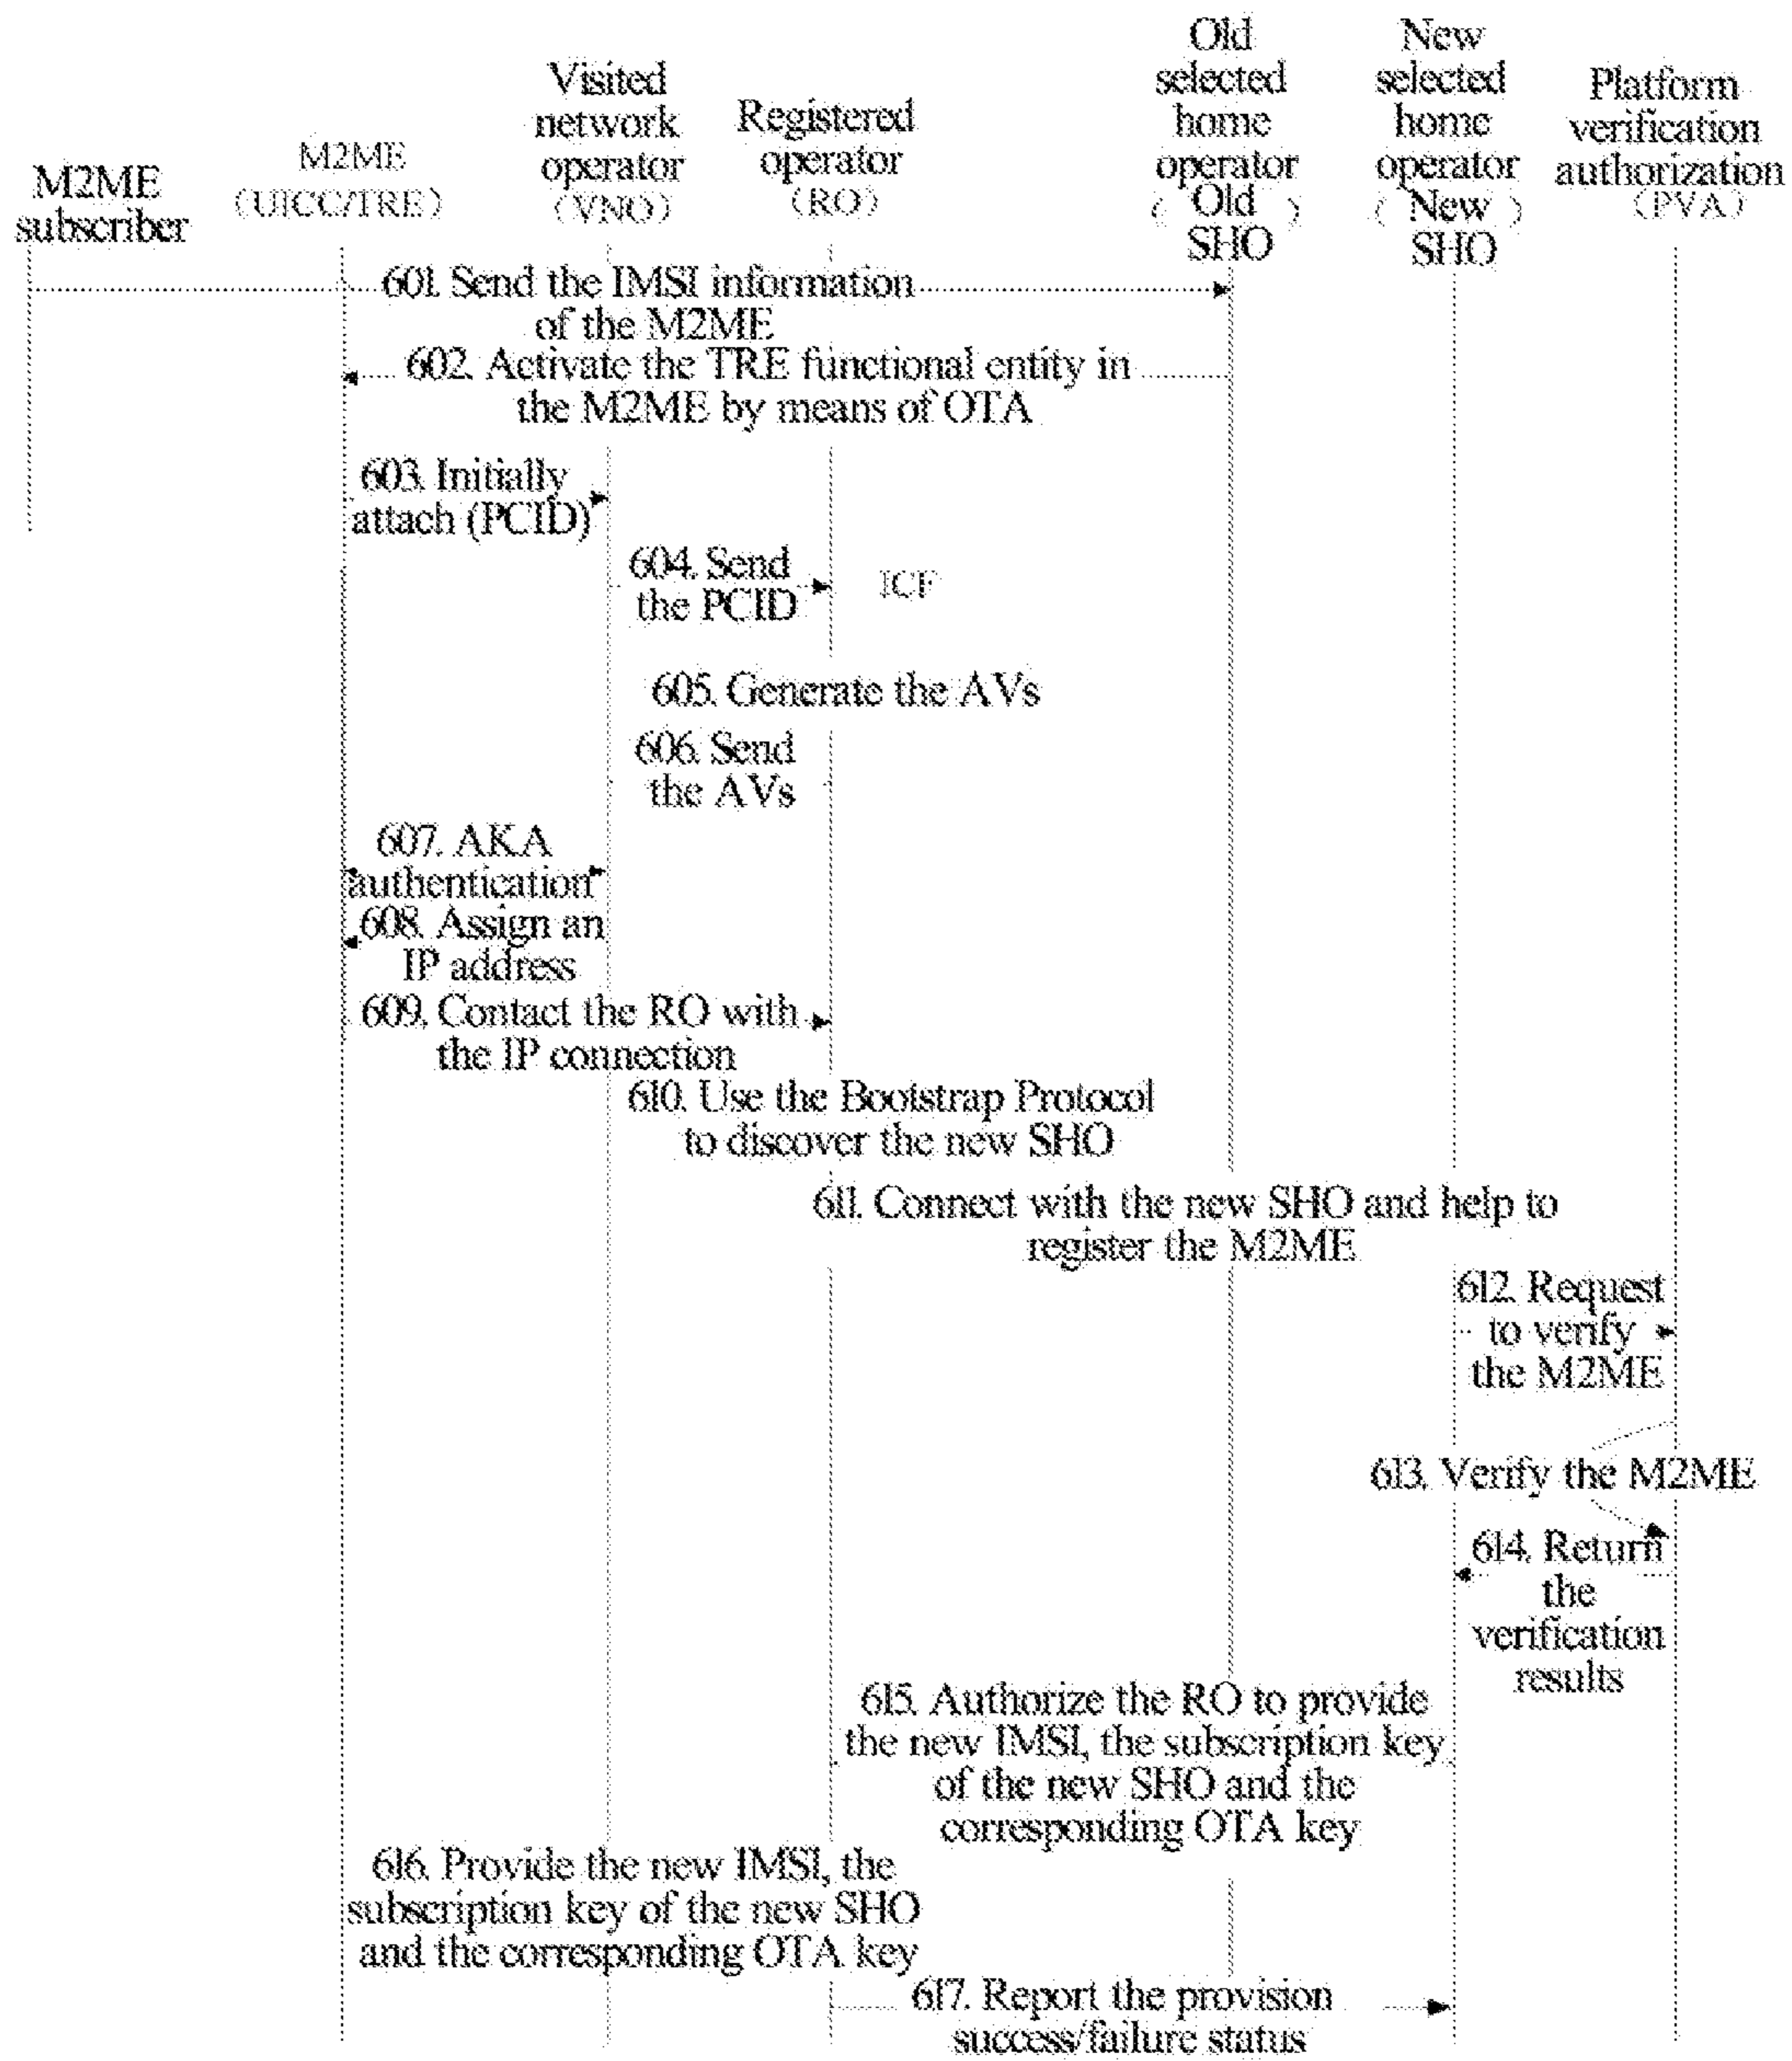 M2ME
subscriber
M2ME
(UICC/TRE)
Visited
network
operator
(VNO)
Registered
operator
(RO)
Old
selected
home
operator
( Old )
SHO
New
selected
home
operator
( New )
SHO
Platform
verification
authorization
(PVA)
601. Send the IMSI information
of the M2ME
602. Activate the TRE functional entity in
the M2ME by means of OTA
603. Initially
attach (PCID)
604. Send
the PCID
ICF
605. Generate the AVs
606. Send
the AVs
607. AKA
authentication
608. Assign an
IP address
609. Contact the RO with
the IP connection
610. Use the Bootstrap Protocol
to discover the new SHO
611. Connect with the new SHO and help to
register the M2ME
612. Request
to verify
the M2ME
613. Verify the M2ME
614. Return
the
verification
results
615. Authorize the RO to provide
the new IMSI, the subscription key
of the new SHO and the
corresponding OTA key
616. Provide the new IMSI, the
subscription key of the new SHO
and the corresponding OTA key
617. Report the provision
success/failure status